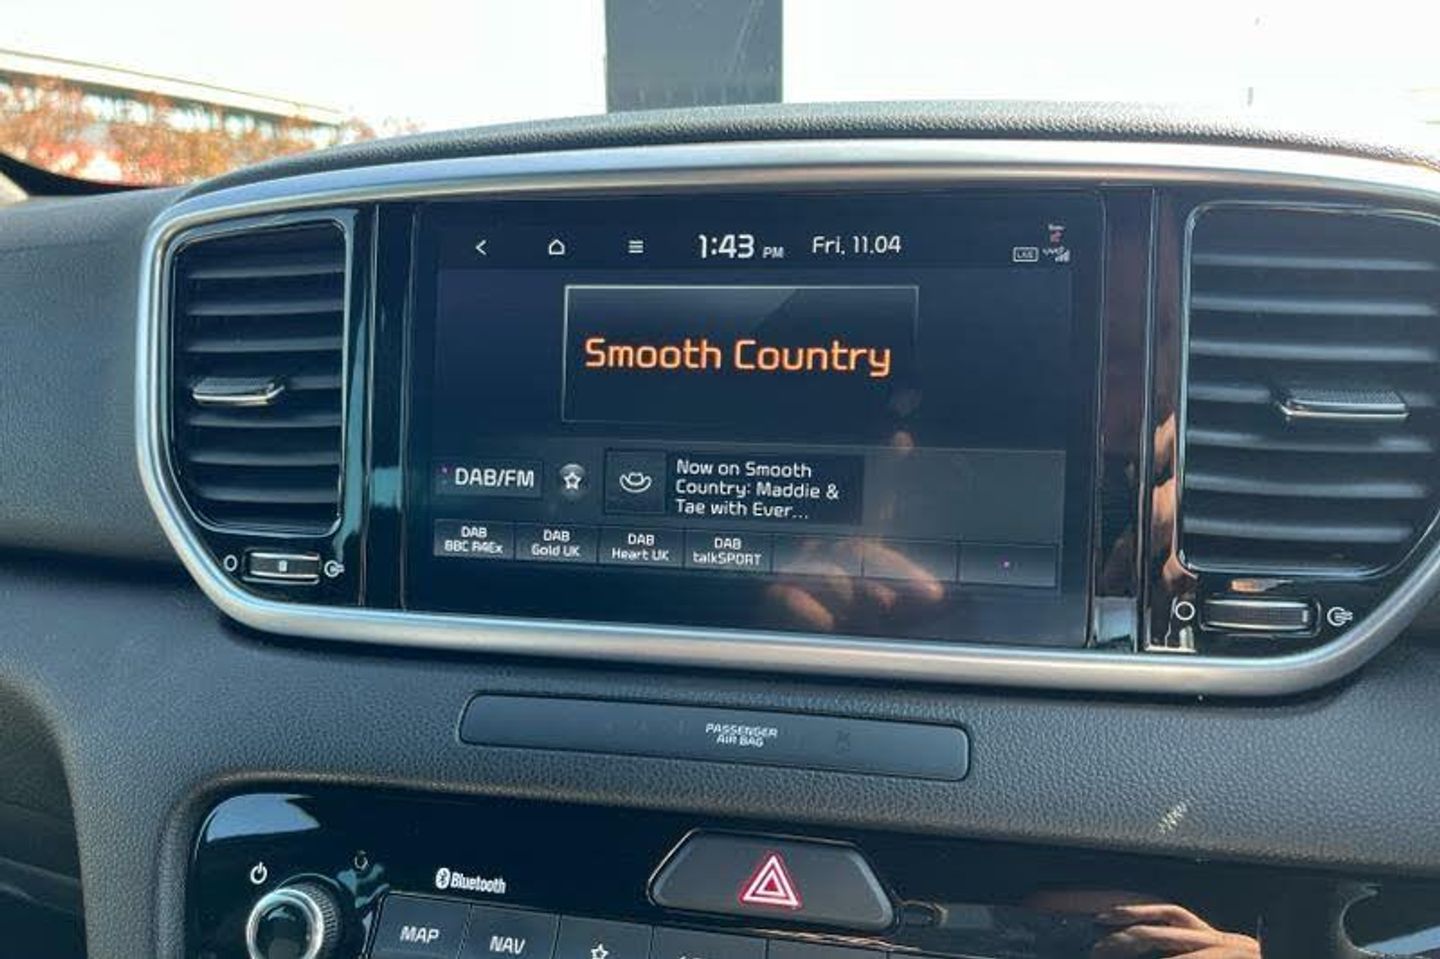 1:43 PM Fri, 11.04
LIVE
Smooth Country
DAB/FM
Now on Smooth
Country: Maddie &
Tae with Ever...
DAB
BBC R4Ex
DAB
Gold UK
DAB
Heart UK
DAB
talkSPORT
PASSENGER
AIR BAG
Bluetooth
MAP
NAV